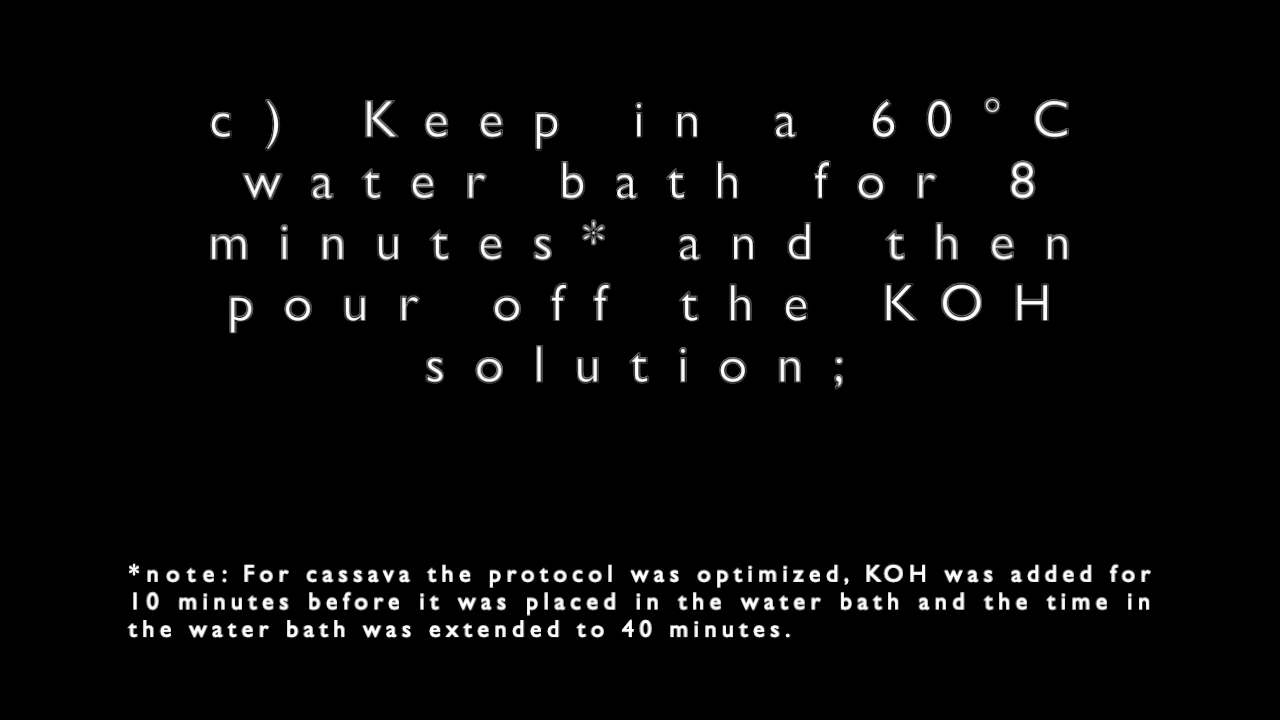 c) Keep in a 60°C
water bath for 8
minutes* and then
pour off the KOH
solution;
*note: For cassava the protocol was optimized, KOH was added for
10 minutes before it was placed in the water bath and the time in
the water bath was extended to 40 minutes.